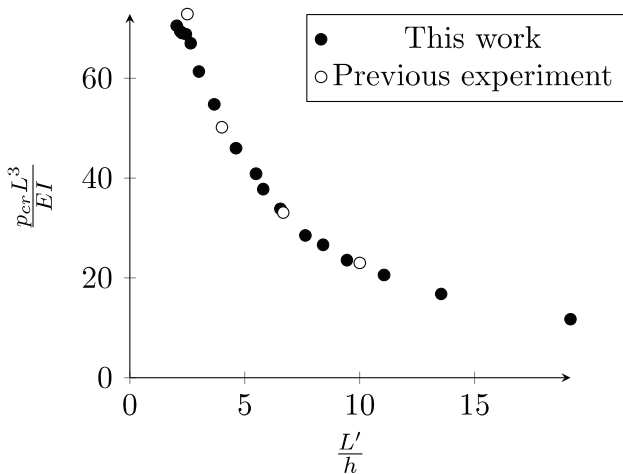 This work
Previous experiment
60
40
20
0
0 5 10 15
p_{cr}L^3
EI
L′
h